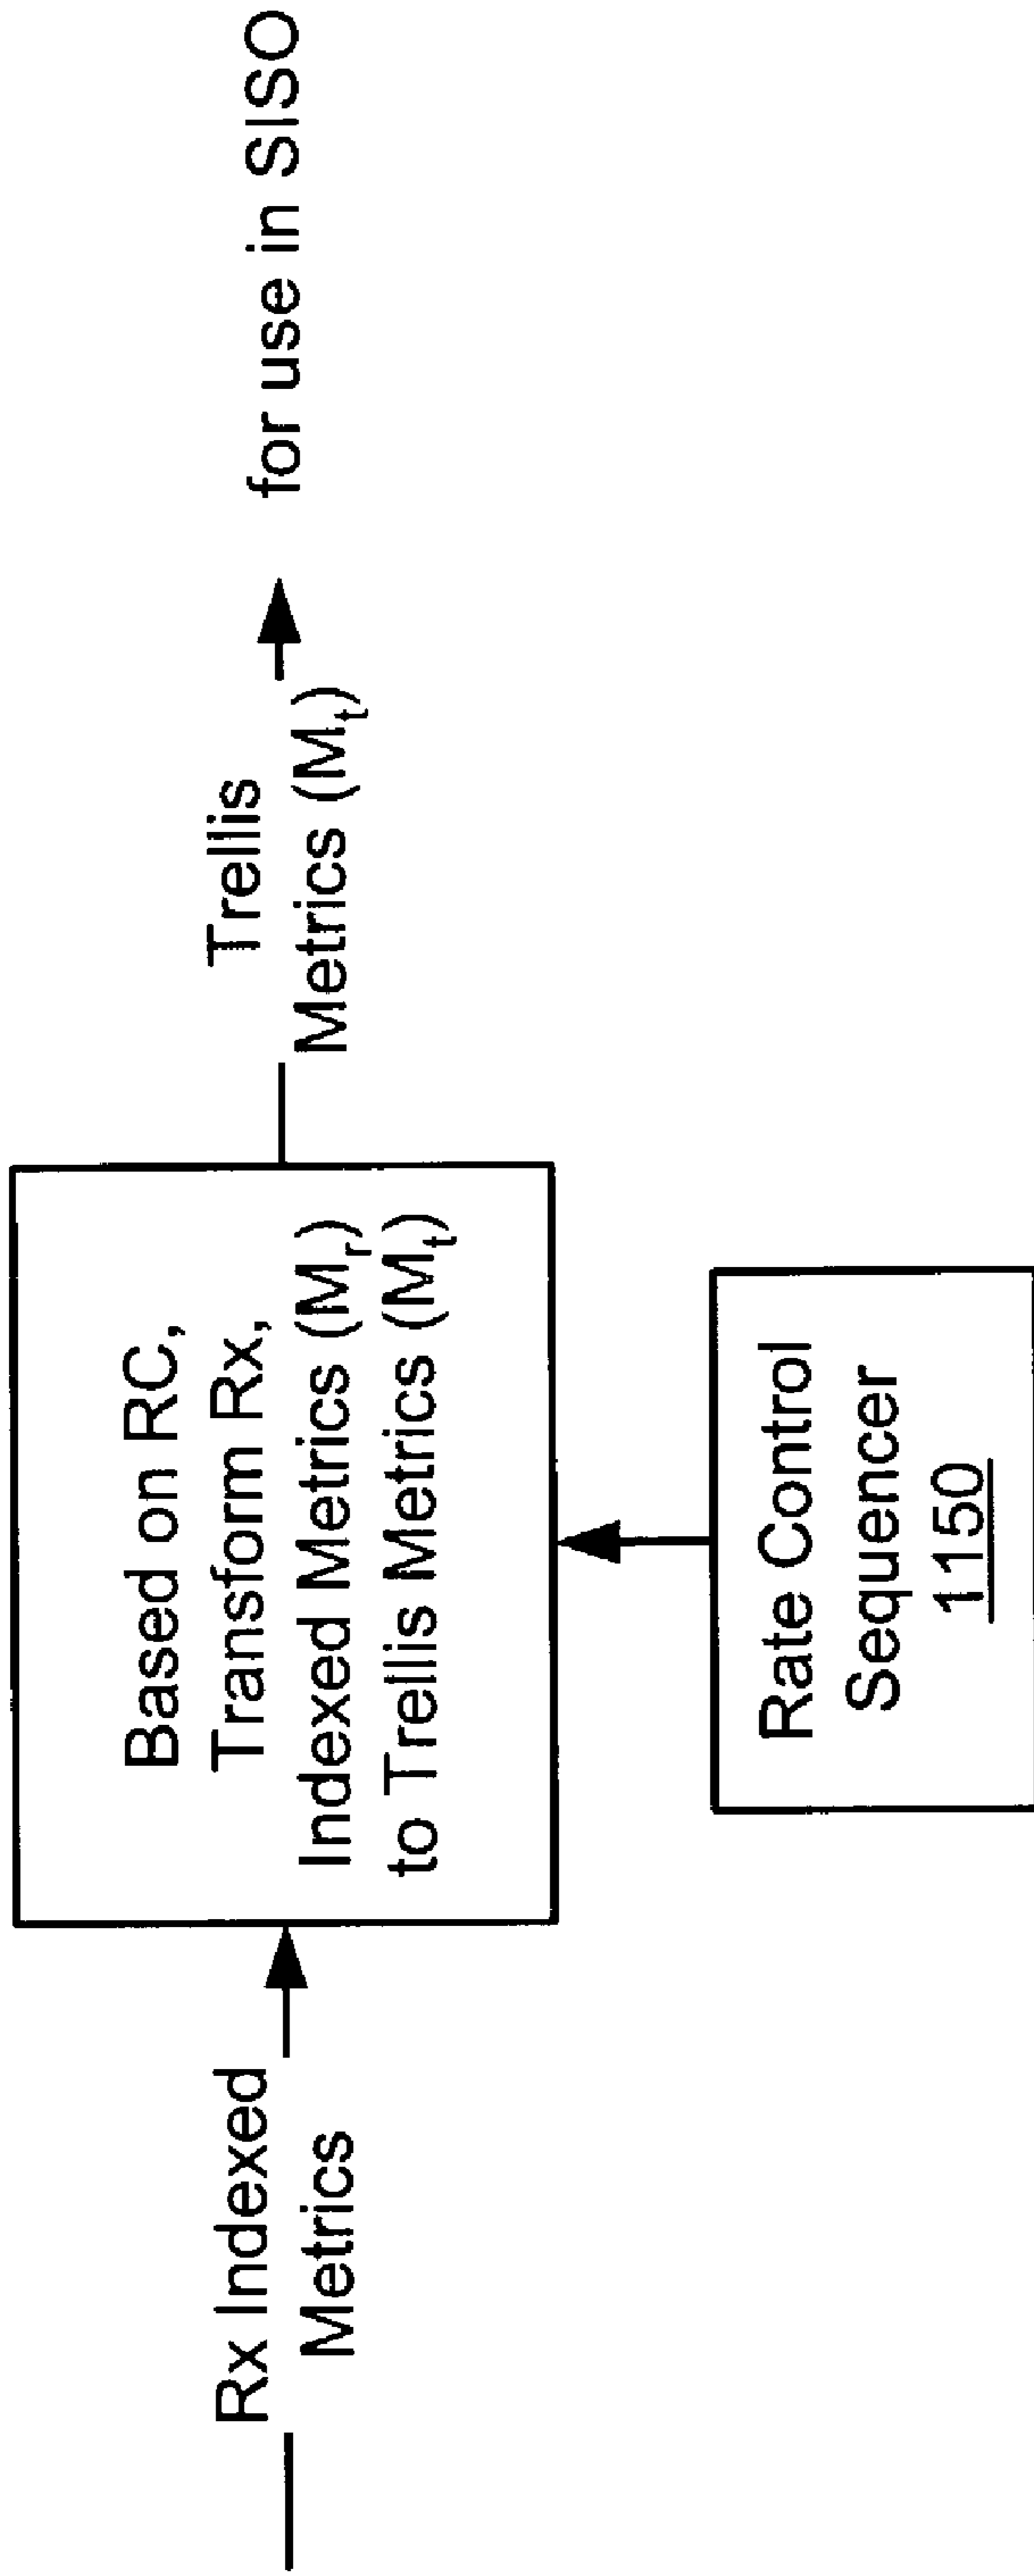 Rx Indexed
Metrics
Based on RC,
Transform Rx,
Indexed Metrics (Mr)
to Trellis Metrics (Mt)
Trellis
Metrics (Mt)
for use in SISO
Rate Control
Sequencer
1150